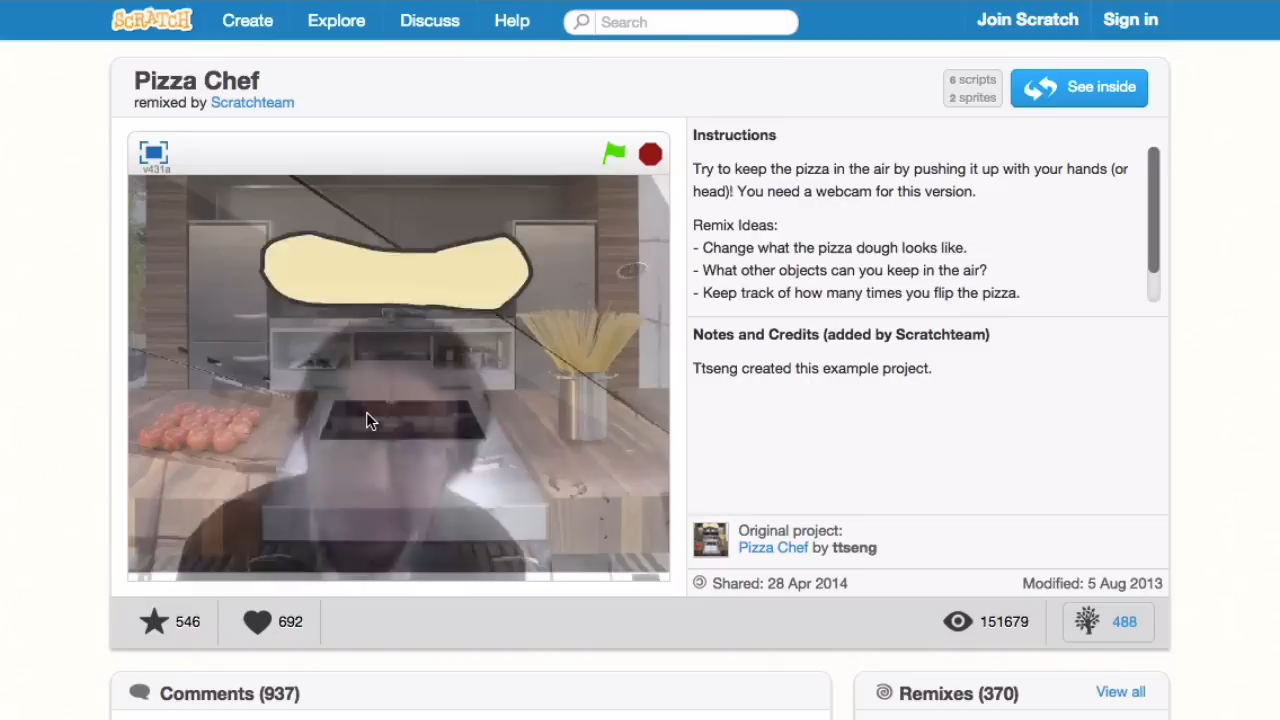 SCRATCH Create Explore Discuss Help Search Join Scratch Sign in
Pizza Chef
remixed by Scratchteam
6 scripts
2 sprites
See inside
v431a
Instructions
Try to keep the pizza in the air by pushing it up with your hands (or
head)! You need a webcam for this version.
Remix Ideas:
- Change what the pizza dough looks like.
- What other objects can you keep in the air?
- Keep track of how many times you flip the pizza.
Notes and Credits (added by Scratchteam)
Ttseng created this example project.
Original project:
Pizza Chef by ttseng
Shared: 28 Apr 2014 Modified: 5 Aug 2013
546 692 151679 488
Comments (937)
Remixes (370) View all